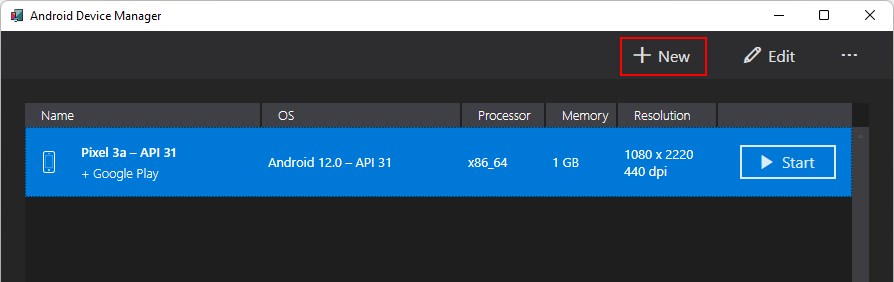 Android Device Manager
New Edit ...
Name OS Processor Memory Resolution
Pixel 3a – API 31
+ Google Play
Android 12.0 – API 31 x86_64 1 GB
1080 x 2220
440 dpi
Start